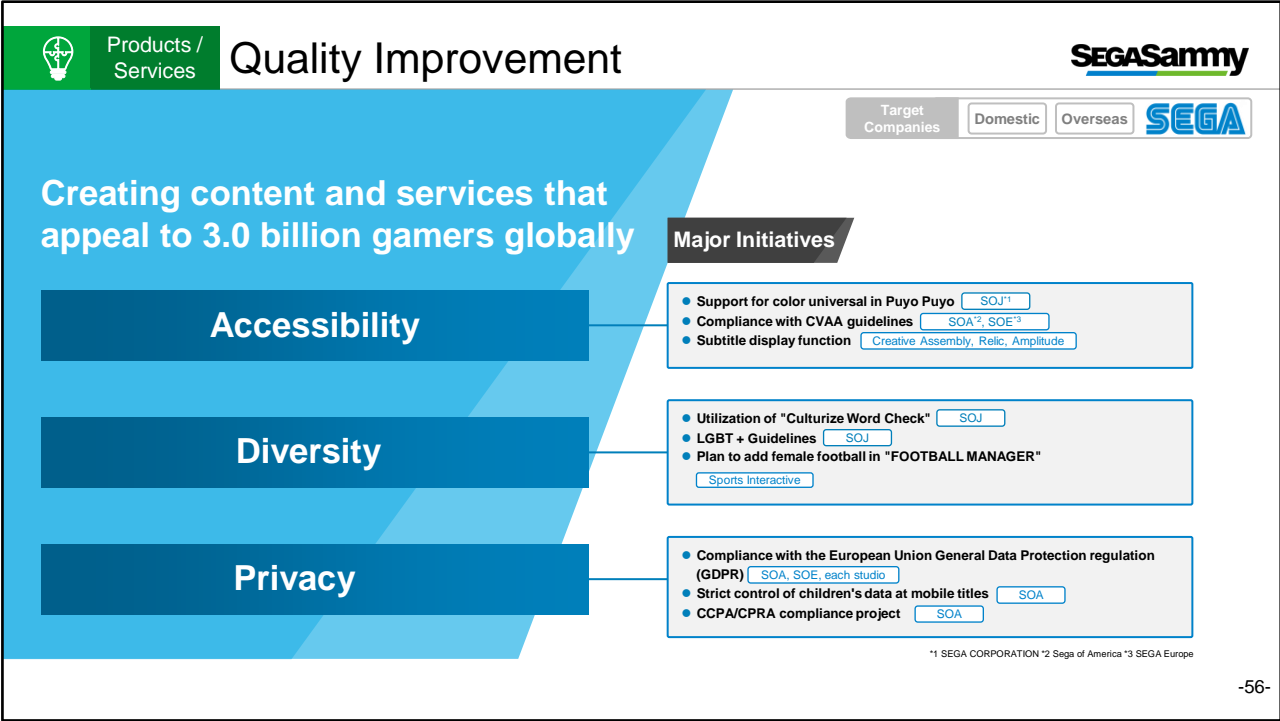 Products /
Services
Quality Improvement
SEGASammy
Target
Companies
Domestic
Overseas
SEGA
Creating content and services that
appeal to 3.0 billion gamers globally
Major Initiatives
Accessibility
● Support for color universal in Puyo Puyo SOJ*1
● Compliance with CVAA guidelines SOA*2, SOE*3
● Subtitle display function Creative Assembly, Relic, Amplitude
Diversity
● Utilization of "Culturize Word Check" SOJ
● LGBT + Guidelines SOJ
● Plan to add female football in "FOOTBALL MANAGER"
Sports Interactive
Privacy
● Compliance with the European Union General Data Protection regulation
(GDPR) SOA, SOE, each studio
● Strict control of children's data at mobile titles SOA
● CCPA/CPRA compliance project SOA
*1 SEGA CORPORATION *2 Sega of America *3 SEGA Europe
-56-